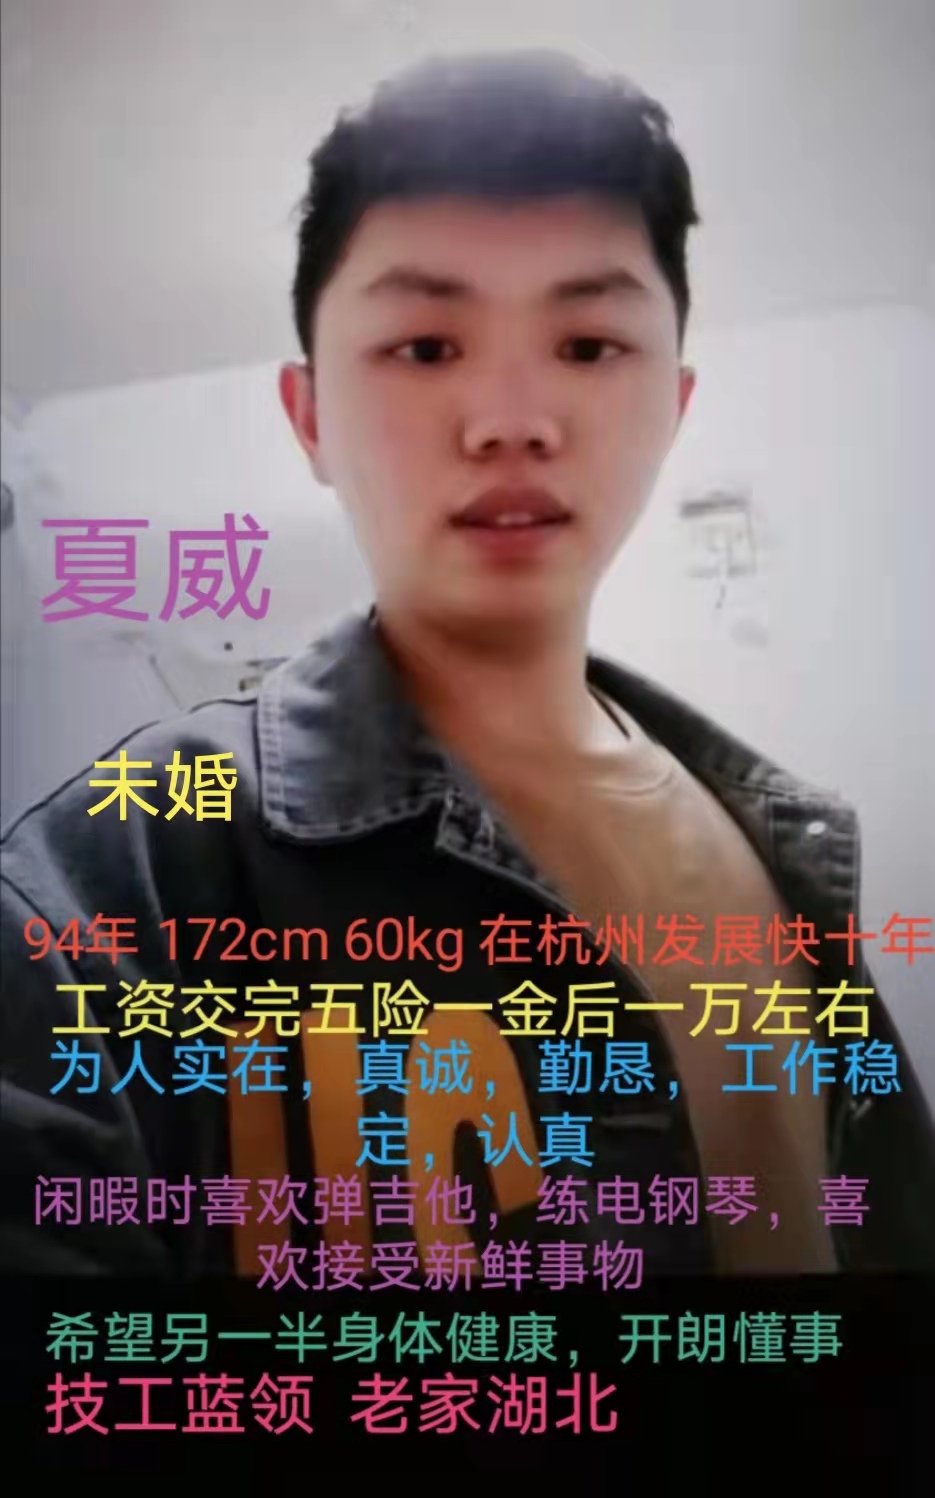 夏威
未婚
94年 172cm 60kg 在杭州发展快十年
工资交完五险一金后一万左右
为人实在，真诚，勤恳，工作稳
定，认真
闲暇时喜欢弹吉他，练电钢琴，喜
欢接受新鲜事物
希望另一半身体健康，开朗懂事
技工蓝领 老家湖北